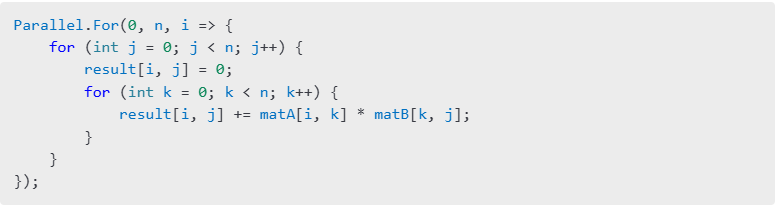 Parallel.For(0, n, i => {
    for (int j = 0; j < n; j++) {
        result[i, j] = 0;
        for (int k = 0; k < n; k++) {
            result[i, j] += matA[i, k] * matB[k, j];
        }
    }
});